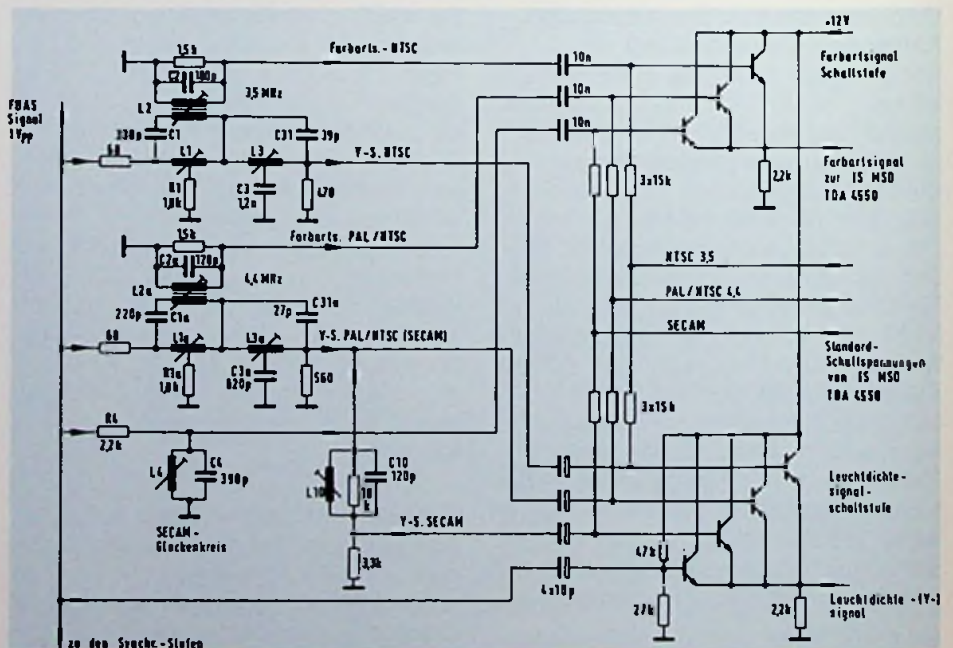 1,5k
Farbarts.-NTSC
C2 100p
10n
+12V
Farbartsignal
Schaltstufe
FBAS
Signal
1Vpp
L2
3,5 MHz
10n
330p
C1
C31
39p
10n
68
L1
L3
Y-S. NTSC
R1
1,8k
C3
1,2n
470
3x15k
2,2k
Farbartsignal
zur IS MSD
TDA 4550
1,5k
Farbarts. PAL/NTSC
C2a 120p
NTSC 3,5
L2a
4,4 MHz
PAL/NTSC 4,4
220p
C1a
C31a
27p
SECAM
68
L1a
L3a
Y-S. PAL/NTSC (SECAM)
Standard-
Schaltspannungen
von IS MSD
TDA 4550
R1a
1,8k
C3a
820p
560
R4
2,2k
3x15k
L4
C4
390p
L10
10
k
C10
120p
Leuchtdichte-
signal-
schaltstufe
SECAM-
Glockenkreis
Y-S. SECAM
47k
3,3k
4x10µ
27k
2,2k
Leuchtdichte-(Y-)
signal
zu den Synchr.-Stufen